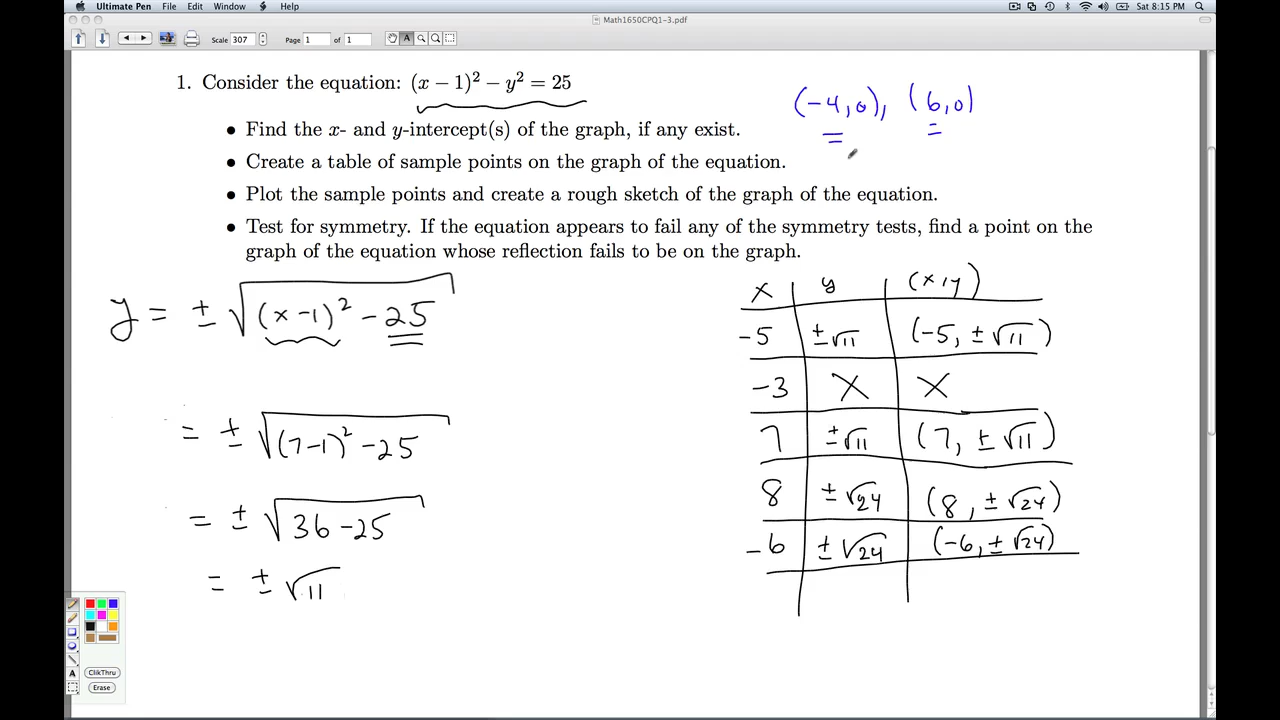 Ultimate Pen File Edit Window Help Sat 8:15 PM
Math1650CPQ1-3.pdf
Scale 307 Page 1 of 1 A
1. Consider the equation: (x − 1)² − y² = 25
(-4,0), (6,0)
• Find the x- and y-intercept(s) of the graph, if any exist.
• Create a table of sample points on the graph of the equation.
• Plot the sample points and create a rough sketch of the graph of the equation.
• Test for symmetry. If the equation appears to fail any of the symmetry tests, find a point on the
graph of the equation whose reflection fails to be on the graph.
y = ± √((x-1)² - 25)
= ± √((7-1)² - 25)
= ± √(36-25)
= ± √11
x y (x,y)
-5 ±√11 (-5, ±√11)
-3 X X
7 ±√11 (7, ±√11)
8 ±√24 (8, ±√24)
-6 ±√24 (-6, ±√24)
A
ClikThru
Erase